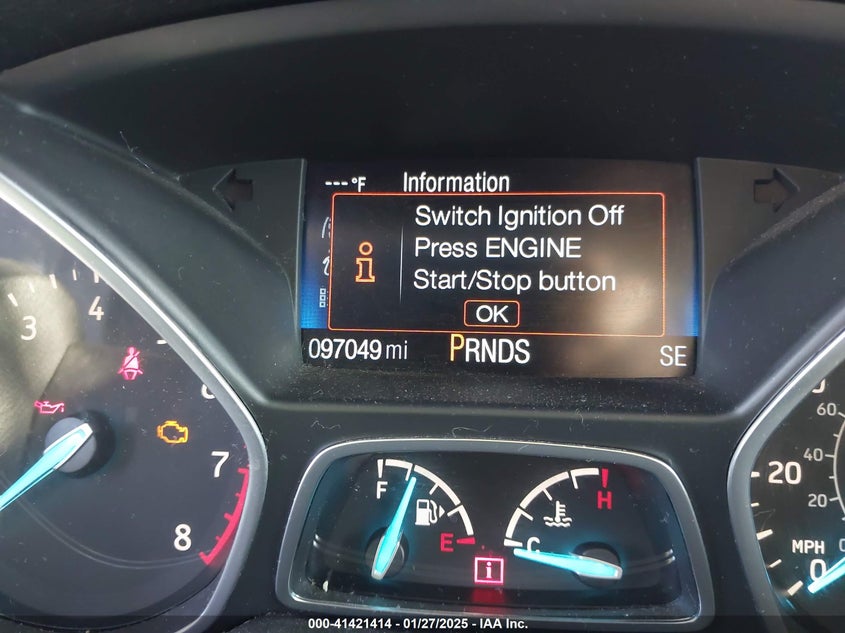 ---°F Information
Switch Ignition Off
Press ENGINE
Start/Stop button
OK
097049 mi PRNDS SE
3
4
7
8
F
E
C
H
60
40
20
20
MPH
0
000-41421414 - 01/27/2025 - IAA Inc.